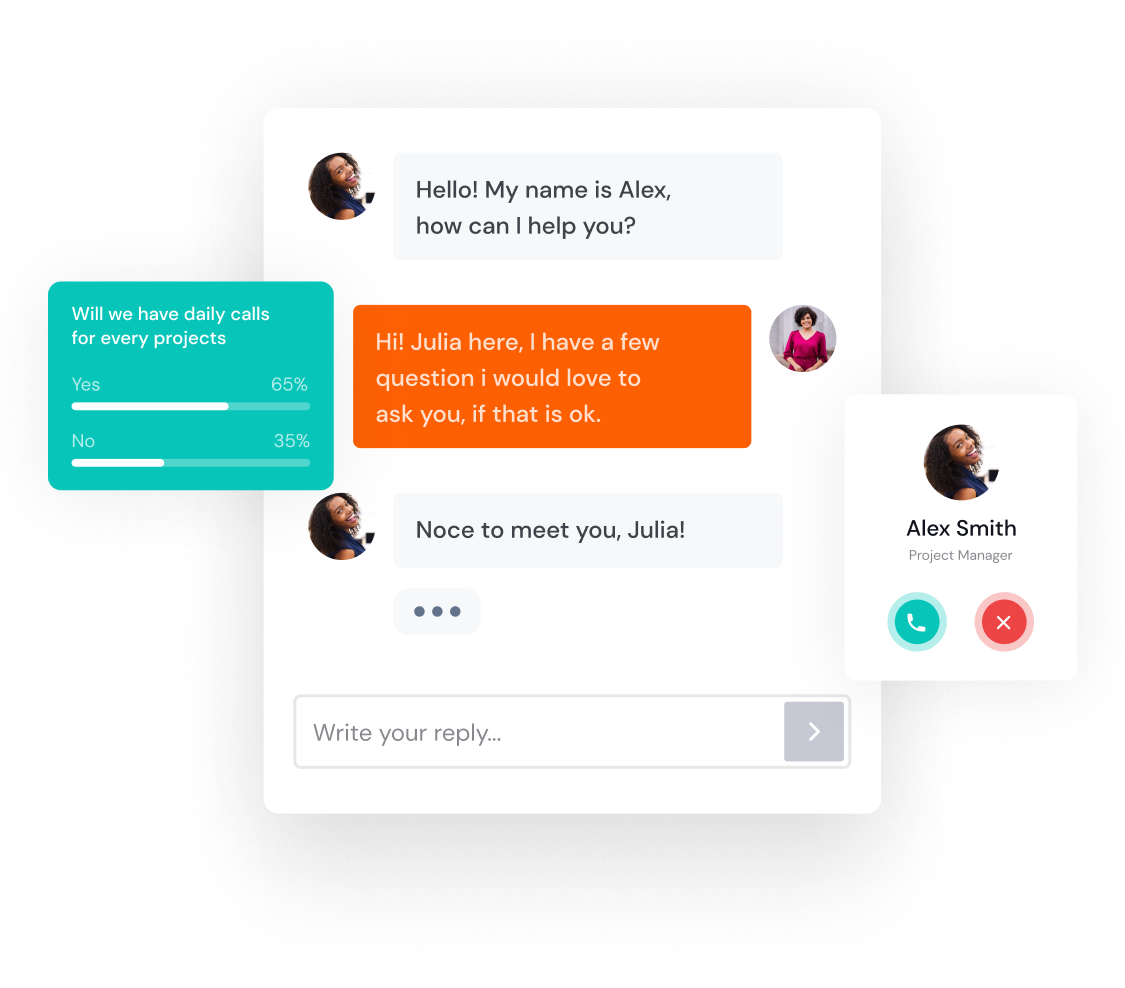 Hello! My name is Alex,
how can I help you?
Will we have daily calls
for every projects
Yes 65%
No 35%
Hi! Julia here, I have a few
question i would love to
ask you, if that is ok.
Noce to meet you, Julia!
Alex Smith
Project Manager
Write your reply...